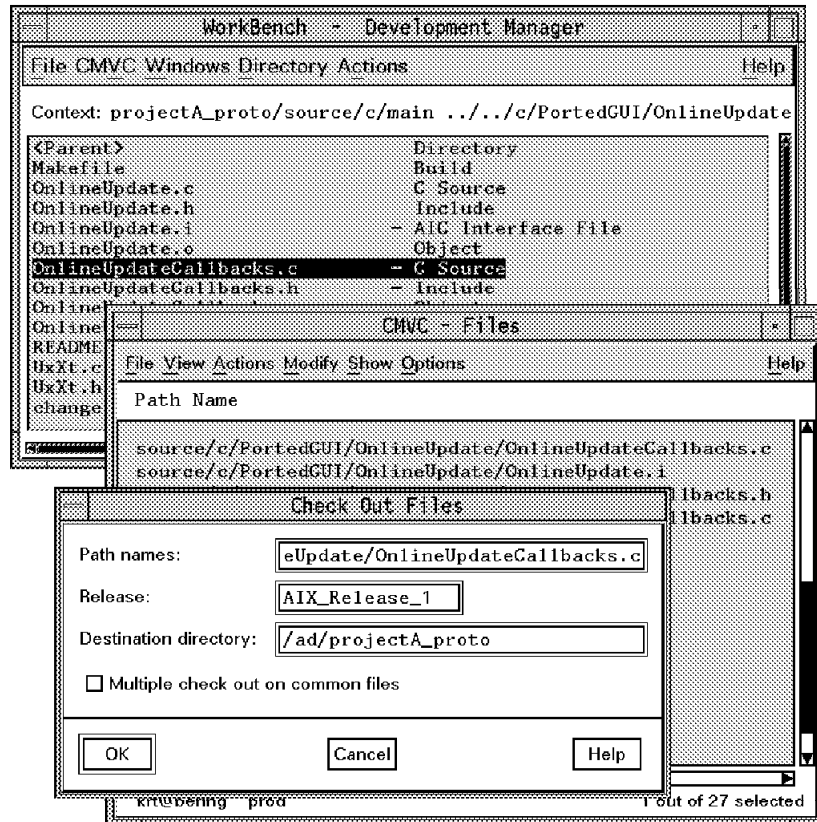 WorkBench - Development Manager
File CMVC Windows Directory Actions Help
Context: projectA_proto/source/c/main ../../c/PortedGUI/OnlineUpdate
<Parent> Directory
Makefile Build
OnlineUpdate.c C Source
OnlineUpdate.h Include
OnlineUpdate.i - AIC Interface File
OnlineUpdate.o Object
OnlineUpdateCallbacks.c - C Source
OnlineUpdateCallbacks.h - Include
Online
README
UxXt.c
UxXt.h
change
CMVC - Files
File View Actions Modify Show Options Help
Path Name
source/c/PortedGUI/OnlineUpdate/OnlineUpdateCallbacks.c
source/c/PortedGUI/OnlineUpdate/OnlineUpdate.i
llbacks.h
llbacks.c
Check Out Files
Path names: eUpdate/OnlineUpdateCallbacks.c
Release: AIX_Release_1
Destination directory: /ad/projectA_proto
Multiple check out on common files
OK Cancel Help
krt@bering prod 1 out of 27 selected